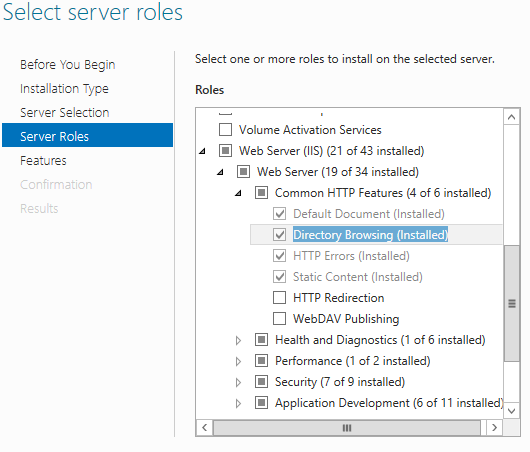 Select server roles
Before You Begin
Installation Type
Server Selection
Server Roles
Features
Confirmation
Results
Select one or more roles to install on the selected server.
Roles
Volume Activation Services
Web Server (IIS) (21 of 43 installed)
Web Server (19 of 34 installed)
Common HTTP Features (4 of 6 installed)
Default Document (Installed)
Directory Browsing (Installed)
HTTP Errors (Installed)
Static Content (Installed)
HTTP Redirection
WebDAV Publishing
Health and Diagnostics (1 of 6 installed)
Performance (1 of 2 installed)
Security (7 of 9 installed)
Application Development (6 of 11 installed)